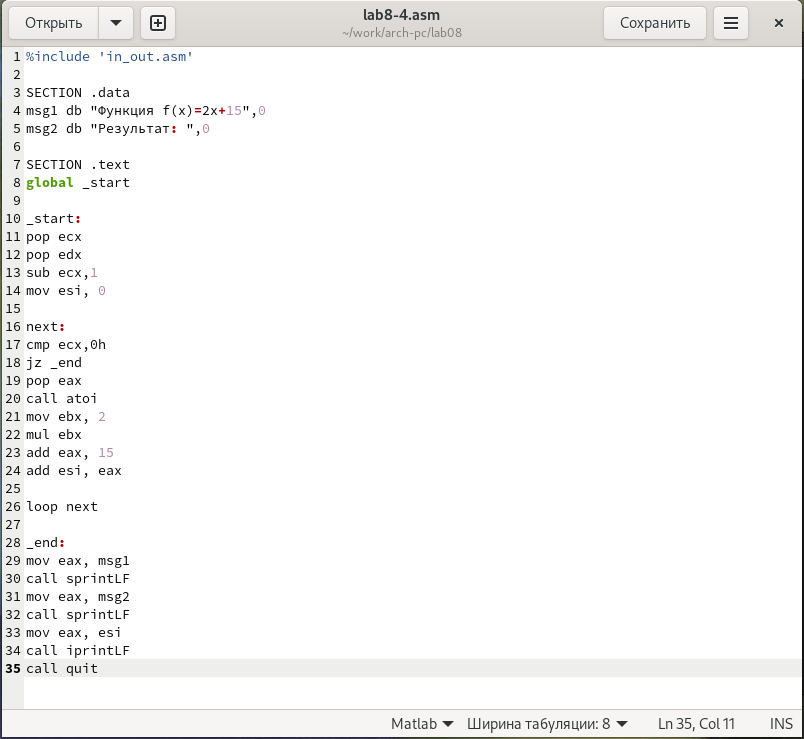 Открыть
lab8-4.asm
~/work/arch-pc/lab08
Сохранить
1 %include 'in_out.asm'
2
3 SECTION .data
4 msg1 db "Функция f(x)=2x+15",0
5 msg2 db "Результат: ",0
6
7 SECTION .text
8 global _start
9
10 _start:
11 pop ecx
12 pop edx
13 sub ecx,1
14 mov esi, 0
15
16 next:
17 cmp ecx,0h
18 jz _end
19 pop eax
20 call atoi
21 mov ebx, 2
22 mul ebx
23 add eax, 15
24 add esi, eax
25
26 loop next
27
28 _end:
29 mov eax, msg1
30 call sprintLF
31 mov eax, msg2
32 call sprintLF
33 mov eax, esi
34 call iprintLF
35 call quit
Matlab Ширина табуляции: 8 Ln 35, Col 11 INS